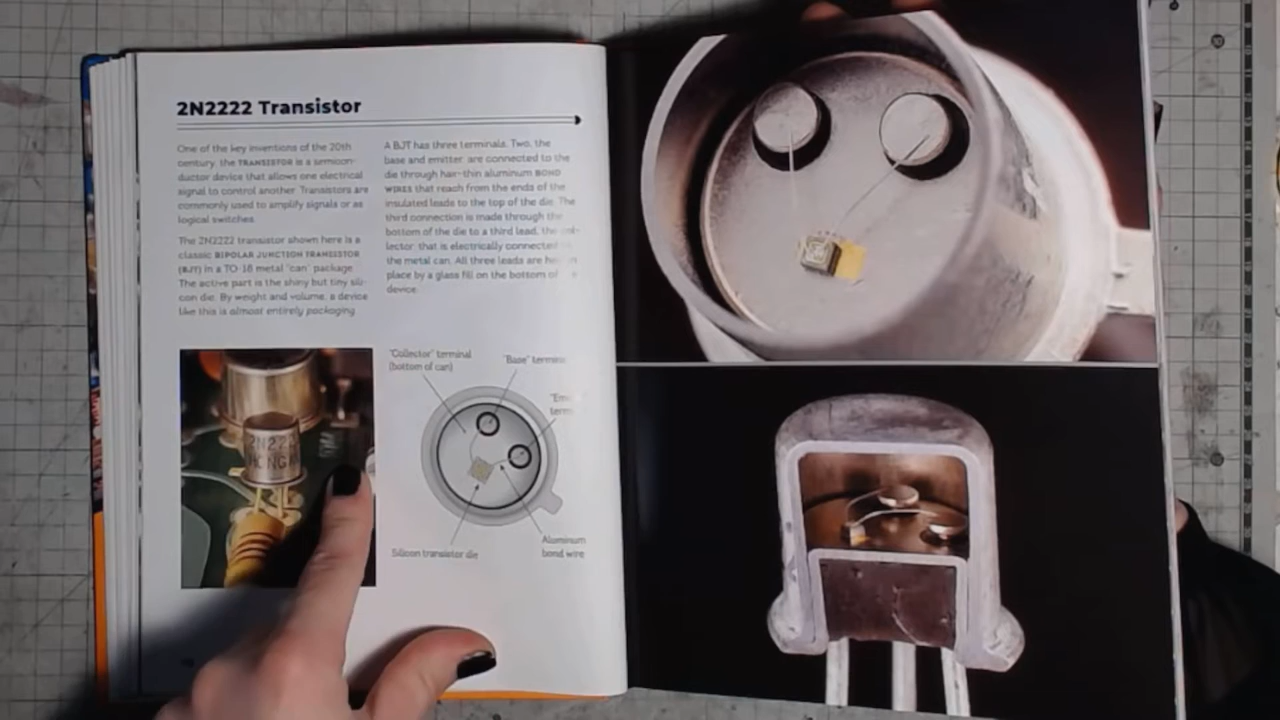 2N2222 Transistor
One of the key inventions of the 20th
century, the TRANSISTOR is a semicon-
ductor device that allows one electrical
signal to control another. Transistors are
commonly used to amplify signals or as
logical switches.
The 2N2222 transistor shown here is a
classic BIPOLAR JUNCTION TRANSISTOR
(BJT) in a TO-18 metal "can" package.
The active part is the shiny but tiny sili-
con die. By weight and volume, a device
like this is almost entirely packaging.
A BJT has three terminals. Two, the
base and emitter, are connected to the
die through hair-thin aluminum BOND
WIRES that reach from the ends of the
insulated leads to the top of the die. The
third connection is made through the
bottom of the die to a third lead, the col-
lector, that is electrically connected
the metal can. All three leads are
place by a glass fill on the bottom of
device.
2N222
"Collector" terminal
(bottom of can)
"Base"
Silicon transistor die
Aluminum
bond wire